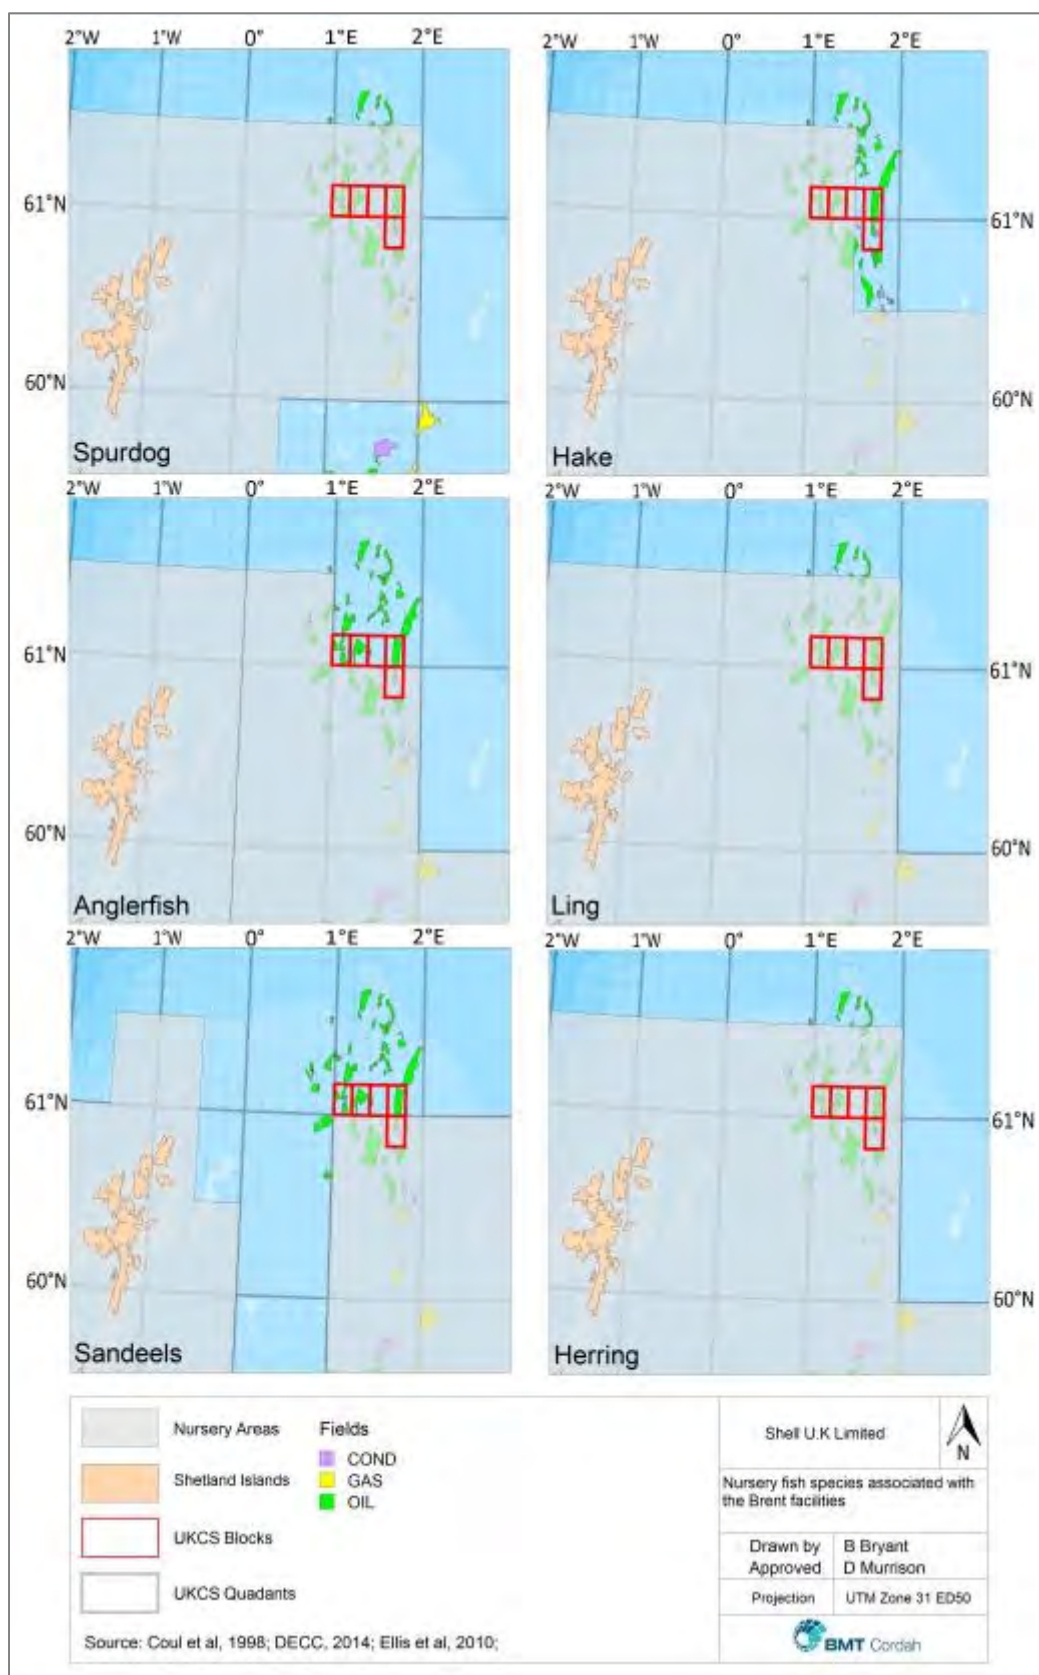 2°W 1°W 0° 1°E 2°E
61°N
60°N
Spurdog
2°W 1°W 0° 1°E 2°E
61°N
60°N
Hake
2°W 1°W 0° 1°E 2°E
61°N
60°N
Anglerfish
2°W 1°W 0° 1°E 2°E
61°N
60°N
Ling
2°W 1°W 0° 1°E 2°E
61°N
60°N
Sandeels
2°W 1°W 0° 1°E 2°E
61°N
60°N
Herring
Nursery Areas
Shetland Islands
UKCS Blocks
UKCS Quadants
Fields
COND
GAS
OIL
Source: Coul et al, 1998; DECC, 2014; Ellis et al, 2010;
Shell U.K Limited
N
Nursery fish species associated with
the Brent facilities
Drawn by B Bryant
Approved D Murrison
Projection UTM Zone 31 ED50
BMT Cordah